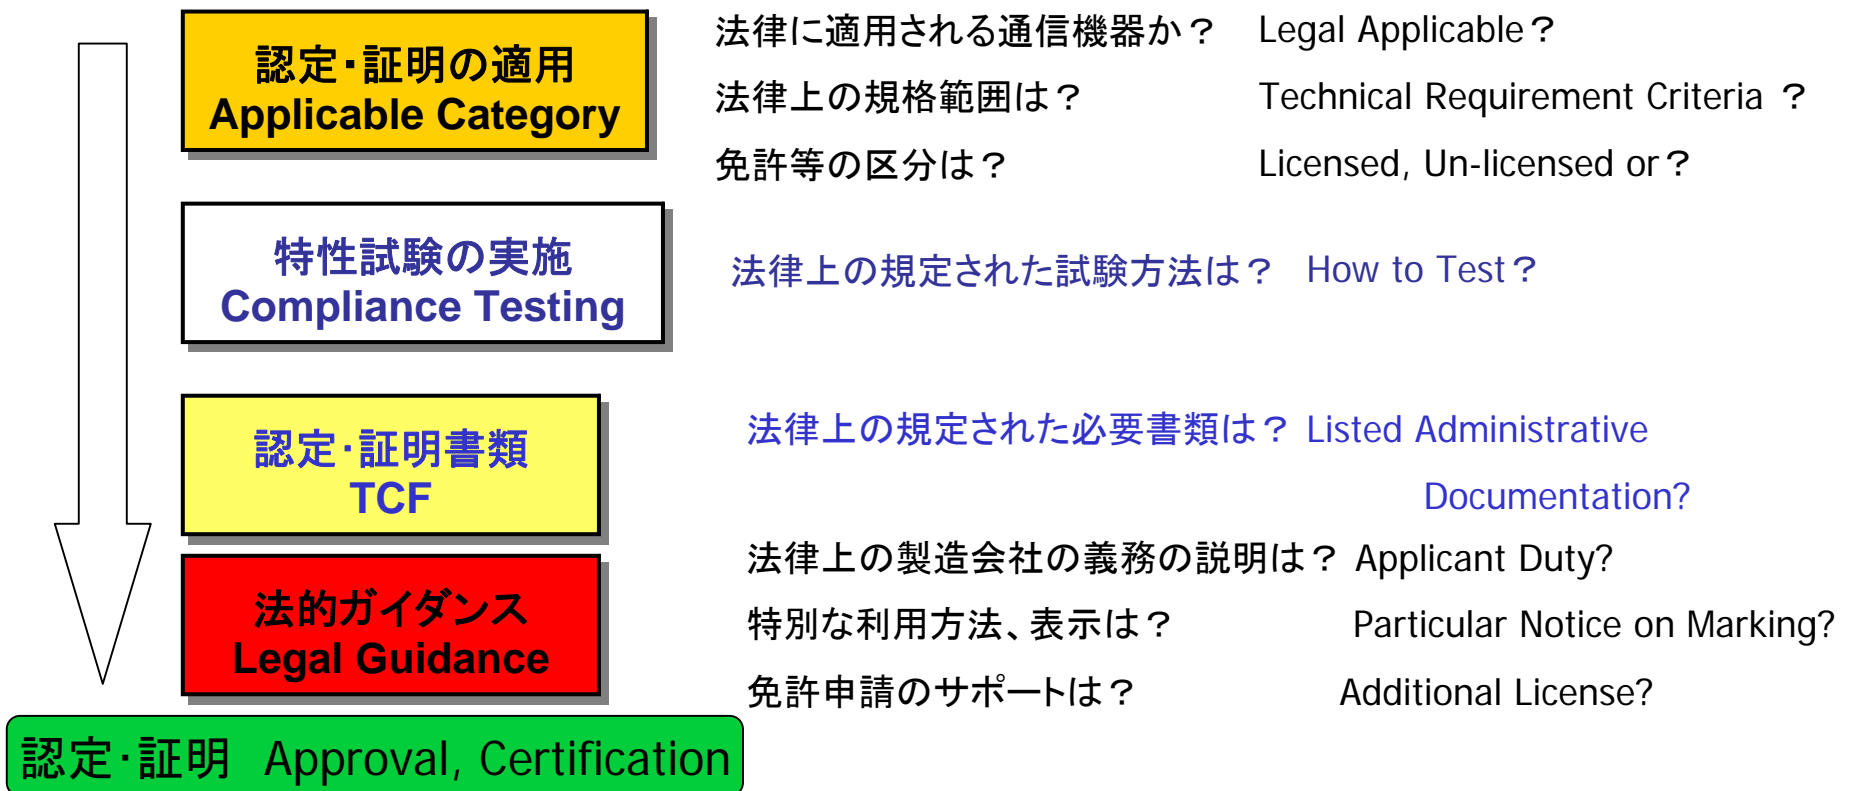 認定・証明の適用
Applicable Category
法律に適用される通信機器か？ Legal Applicable？
法律上の規格範囲は？ Technical Requirement Criteria ？
免許等の区分は？ Licensed, Un-licensed or？
特性試験の実施
Compliance Testing
法律上の規定された試験方法は？ How to Test？
認定・証明書類
TCF
法律上の規定された必要書類は？ Listed Administrative
Documentation?
法的ガイダンス
Legal Guidance
法律上の製造会社の義務の説明は？ Applicant Duty?
特別な利用方法、表示は？ Particular Notice on Marking?
免許申請のサポートは？ Additional License?
認定・証明 Approval, Certification